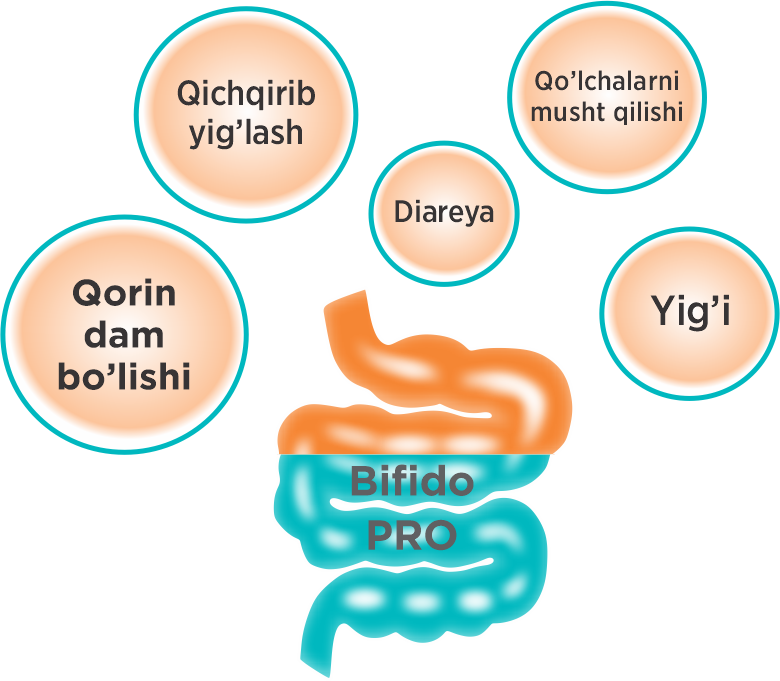 Qichqirib
yig’lash
Qo’lchalarni
musht qilishi
Diareya
Qorin
dam
bo’lishi
Yig’i
Bifido
PRO